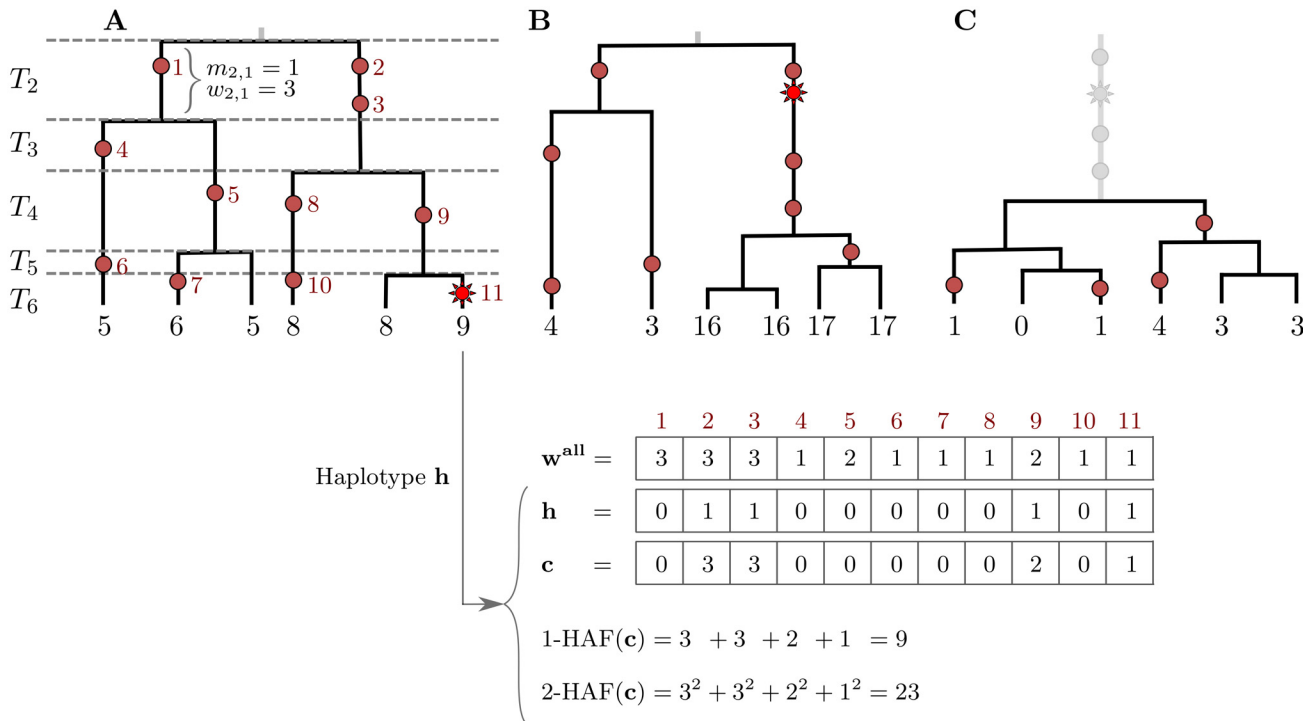 A B C
T2
m2,1 = 1
w2,1 = 3
1 2
3
T3
4
T4
5 8 9
T5
6
T6
7 10 11
5 6 5 8 8 9
4 3 16 16 17 17
1 0 1 4 3 3
1 2 3 4 5 6 7 8 9 10 11
w^all = 3 3 3 1 2 1 1 1 2 1 1
Haplotype h
h = 0 1 1 0 0 0 0 0 1 0 1
c = 0 3 3 0 0 0 0 0 2 0 1
1-HAF(c) = 3 + 3 + 2 + 1 = 9
2-HAF(c) = 3² + 3² + 2² + 1² = 23